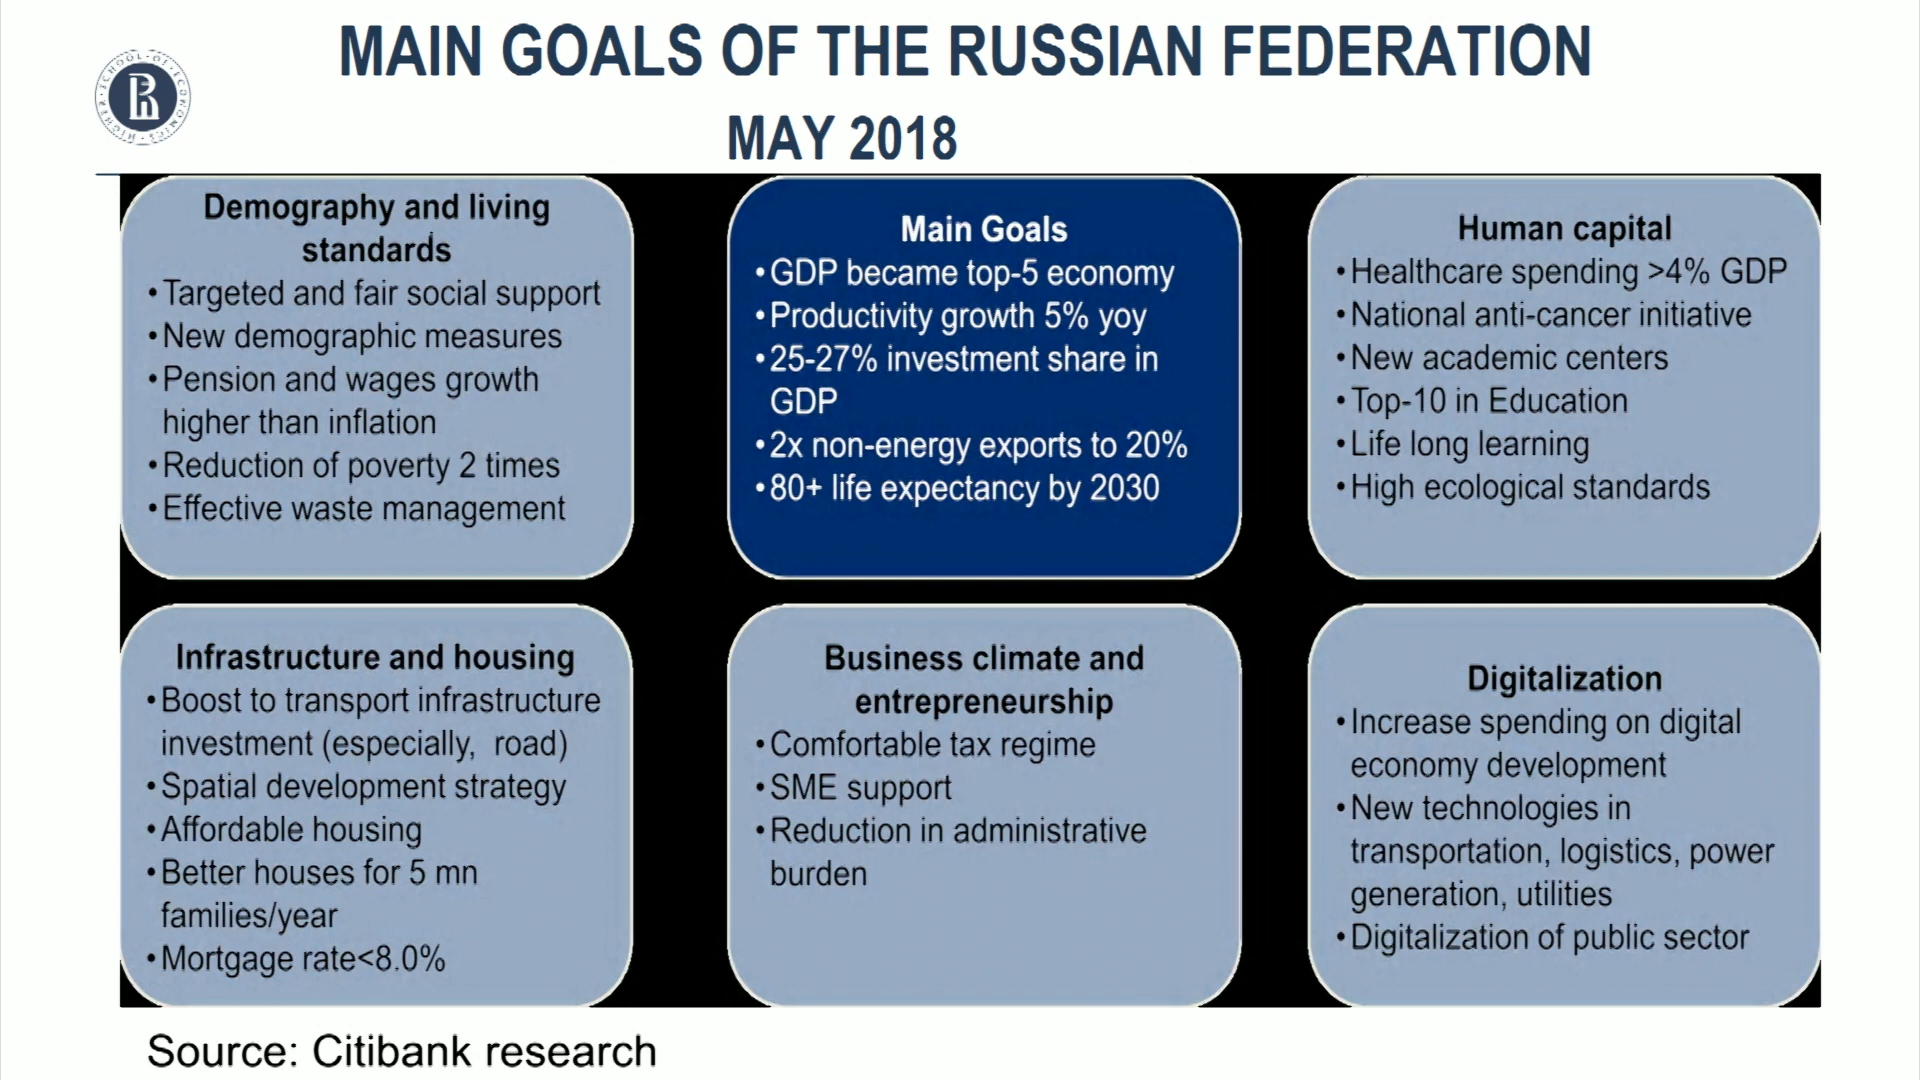 MAIN GOALS OF THE RUSSIAN FEDERATION
MAY 2018
HIGHER · SCHOOL · OF · ECONOMICS
Demography and living
standards
•Targeted and fair social support
•New demographic measures
•Pension and wages growth
higher than inflation
•Reduction of poverty 2 times
•Effective waste management
Main Goals
•GDP became top-5 economy
•Productivity growth 5% yoy
•25-27% investment share in
GDP
•2x non-energy exports to 20%
•80+ life expectancy by 2030
Human capital
•Healthcare spending >4% GDP
•National anti-cancer initiative
•New academic centers
•Top-10 in Education
•Life long learning
•High ecological standards
Infrastructure and housing
•Boost to transport infrastructure
investment (especially, road)
•Spatial development strategy
•Affordable housing
•Better houses for 5 mn
families/year
•Mortgage rate<8.0%
Business climate and
entrepreneurship
•Comfortable tax regime
•SME support
•Reduction in administrative
burden
Digitalization
•Increase spending on digital
economy development
•New technologies in
transportation, logistics, power
generation, utilities
•Digitalization of public sector
Source: Citibank research